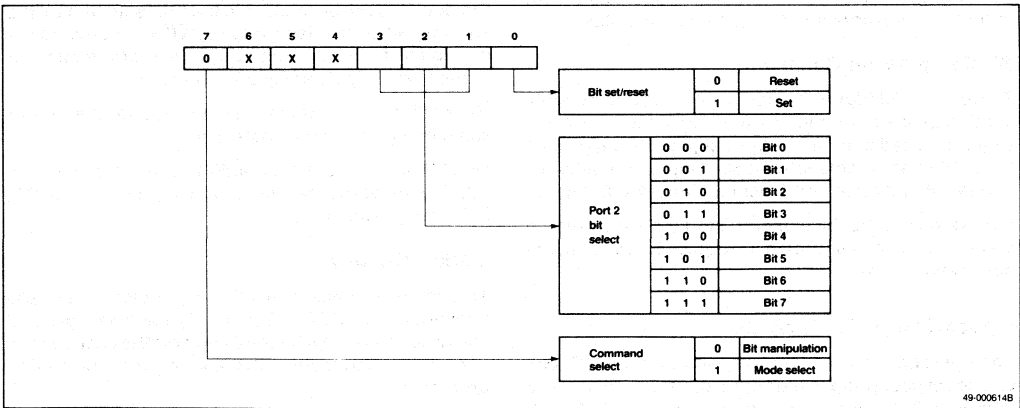 7 6 5 4 3 2 1 0
0 X X X
Bit set/reset
0 Reset
1 Set
Port 2
bit
select
0 0 0 Bit 0
0 0 1 Bit 1
0 1 0 Bit 2
0 1 1 Bit 3
1 0 0 Bit 4
1 0 1 Bit 5
1 1 0 Bit 6
1 1 1 Bit 7
Command
select
0 Bit manipulation
1 Mode select
49-000614B